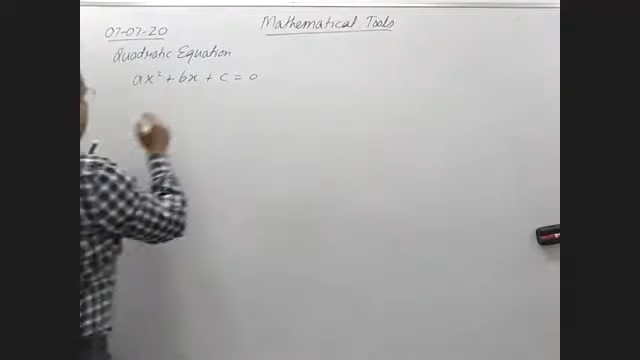 07-07-20
Mathematical Tools
Quadratic Equation
ax² + bx + c = 0